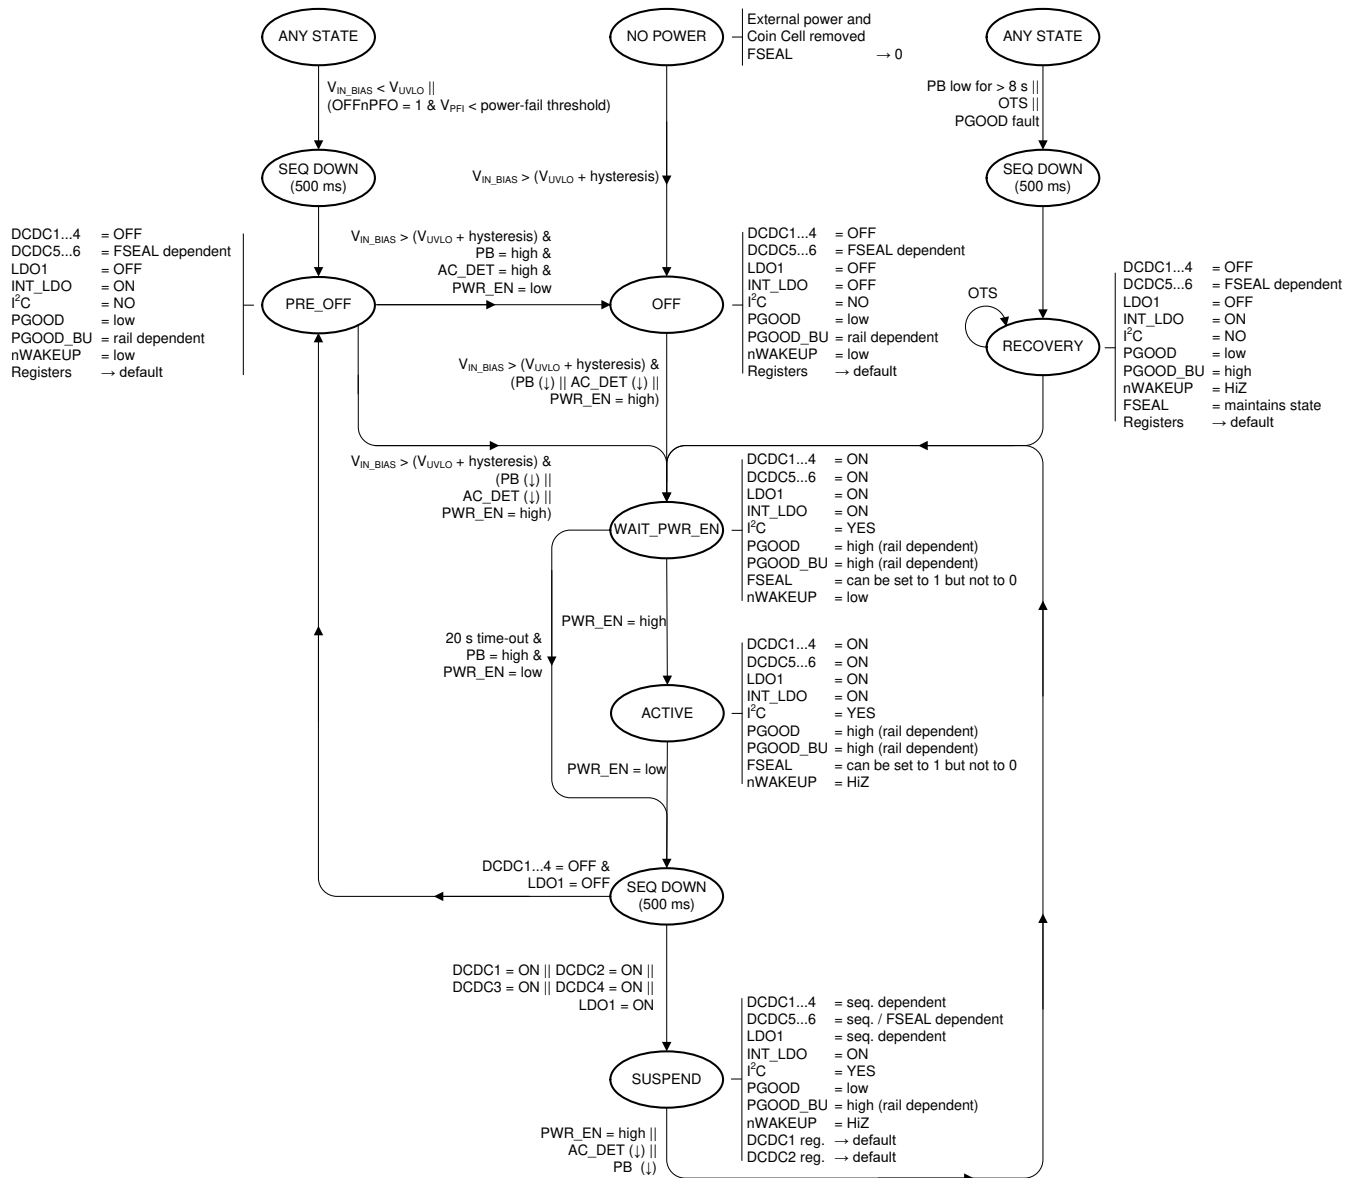 ANY STATE
NO POWER
External power and
Coin Cell removed
FSEAL → 0
ANY STATE
V_IN_BIAS < V_UVLO ||
(OFFnPFO = 1 & V_PFI < power-fail threshold)
PB low for > 8 s ||
OTS ||
PGOOD fault
SEQ DOWN
(500 ms)
V_IN_BIAS > (V_UVLO + hysteresis)
SEQ DOWN
(500 ms)
DCDC1...4 = OFF
DCDC5...6 = FSEAL dependent
LDO1 = OFF
INT_LDO = ON
I²C = NO
PGOOD = low
PGOOD_BU = rail dependent
nWAKEUP = low
Registers → default
PRE_OFF
V_IN_BIAS > (V_UVLO + hysteresis) &
PB = high &
AC_DET = high &
PWR_EN = low
OFF
DCDC1...4 = OFF
DCDC5...6 = FSEAL dependent
LDO1 = OFF
INT_LDO = OFF
I²C = NO
PGOOD = low
PGOOD_BU = rail dependent
nWAKEUP = low
Registers → default
OTS
RECOVERY
DCDC1...4 = OFF
DCDC5...6 = FSEAL dependent
LDO1 = OFF
INT_LDO = ON
I²C = NO
PGOOD = low
PGOOD_BU = high
nWAKEUP = HiZ
FSEAL = maintains state
Registers → default
V_IN_BIAS > (V_UVLO + hysteresis) &
(PB (↓) || AC_DET (↓) ||
PWR_EN = high)
V_IN_BIAS > (V_UVLO + hysteresis) &
(PB (↓) ||
AC_DET (↓) ||
PWR_EN = high)
WAIT_PWR_EN
DCDC1...4 = ON
DCDC5...6 = ON
LDO1 = ON
INT_LDO = ON
I²C = YES
PGOOD = high (rail dependent)
PGOOD_BU = high (rail dependent)
FSEAL = can be set to 1 but not to 0
nWAKEUP = low
PWR_EN = high
20 s time-out &
PB = high &
PWR_EN = low
ACTIVE
DCDC1...4 = ON
DCDC5...6 = ON
LDO1 = ON
INT_LDO = ON
I²C = YES
PGOOD = high (rail dependent)
PGOOD_BU = high (rail dependent)
FSEAL = can be set to 1 but not to 0
nWAKEUP = HiZ
PWR_EN = low
DCDC1...4 = OFF &
LDO1 = OFF
SEQ DOWN
(500 ms)
DCDC1 = ON || DCDC2 = ON ||
DCDC3 = ON || DCDC4 = ON ||
LDO1 = ON
SUSPEND
DCDC1...4 = seq. dependent
DCDC5...6 = seq. / FSEAL dependent
LDO1 = seq. dependent
INT_LDO = ON
I²C = YES
PGOOD = low
PGOOD_BU = high (rail dependent)
nWAKEUP = HiZ
DCDC1 reg. → default
DCDC2 reg. → default
PWR_EN = high ||
AC_DET (↓) ||
PB (↓)